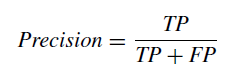 Precision = TP / TP + FP